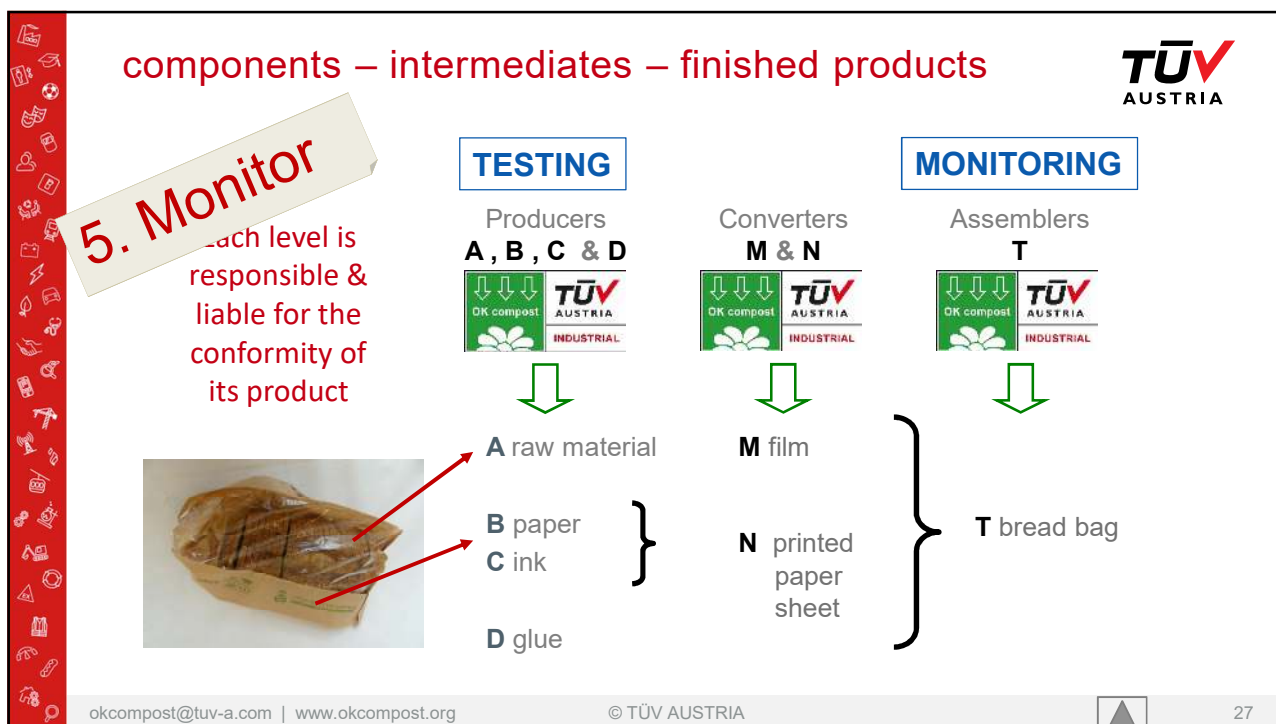 components – intermediates – finished products
TÜV
AUSTRIA
5. Monitor
Each level is
responsible &
liable for the
conformity of
its product
TESTING
MONITORING
Producers
A , B , C & D
Converters
M & N
Assemblers
T
OK compost
TÜV
AUSTRIA
INDUSTRIAL
OK compost
TÜV
AUSTRIA
INDUSTRIAL
OK compost
TÜV
AUSTRIA
INDUSTRIAL
A raw material
B paper
C ink
D glue
M film
N printed
paper
sheet
T bread bag
okcompost@tuv-a.com | www.okcompost.org
© TÜV AUSTRIA
27